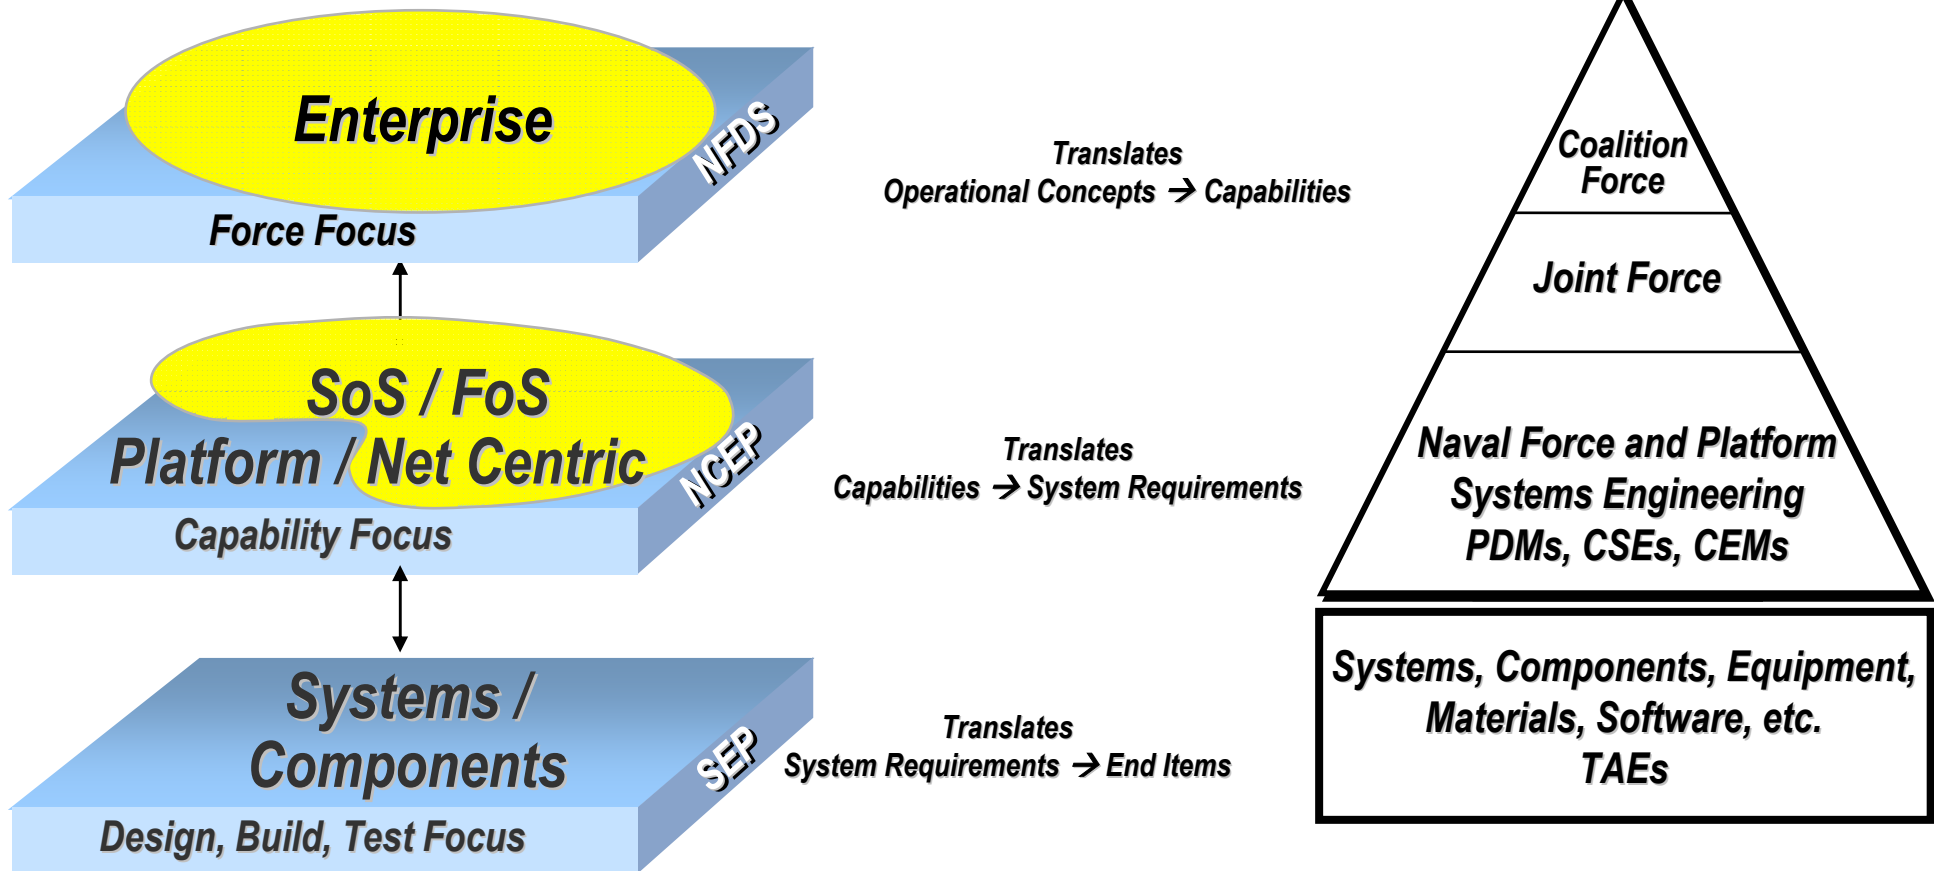 Enterprise
NFDS
Force Focus
Translates
Operational Concepts → Capabilities
SoS / FoS
Platform / Net Centric
NCEP
Capability Focus
Translates
Capabilities → System Requirements
Systems /
Components
SEP
Design, Build, Test Focus
Translates
System Requirements → End Items
Coalition
Force
Joint Force
Naval Force and Platform
Systems Engineering
PDMs, CSEs, CEMs
Systems, Components, Equipment,
Materials, Software, etc.
TAEs